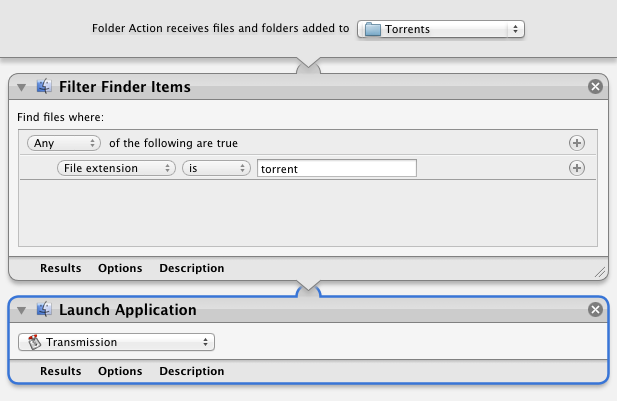 Folder Action receives files and folders added to Torrents
Filter Finder Items
Find files where:
Any of the following are true
File extension is torrent
Results Options Description
Launch Application
Transmission
Results Options Description